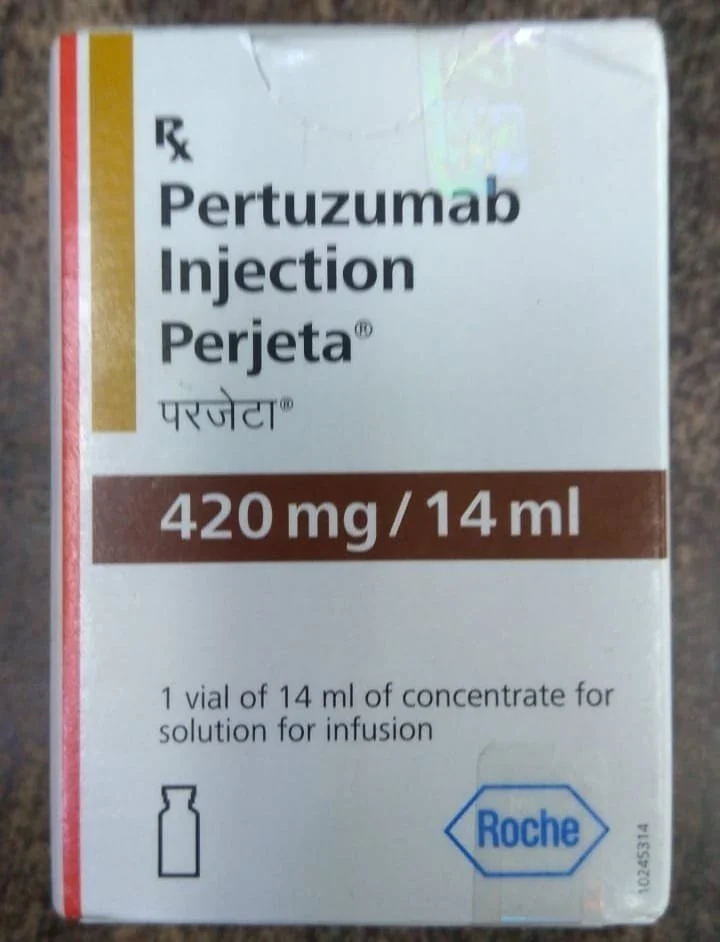 Rx
Pertuzumab
Injection
Perjeta®
परजेटा®
420 mg / 14 ml
1 vial of 14 ml of concentrate for
solution for infusion
Roche
10245314